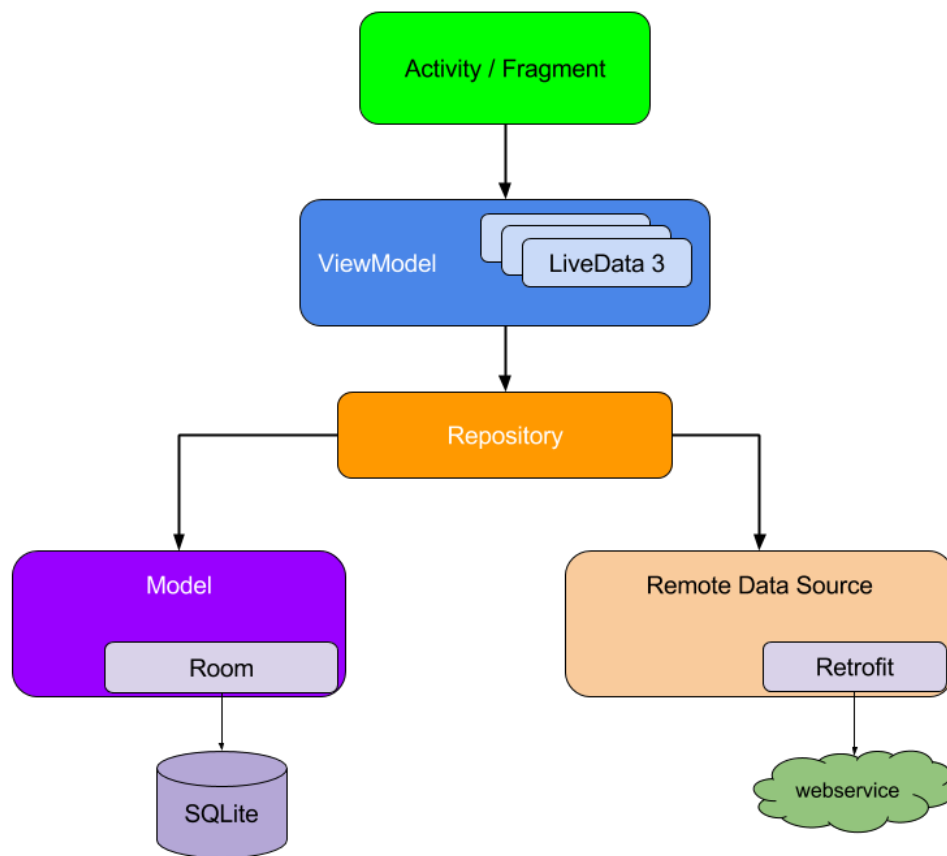 Activity / Fragment
ViewModel
LiveData 3
Repository
Model
Remote Data Source
Room
Retrofit
SQLite
webservice